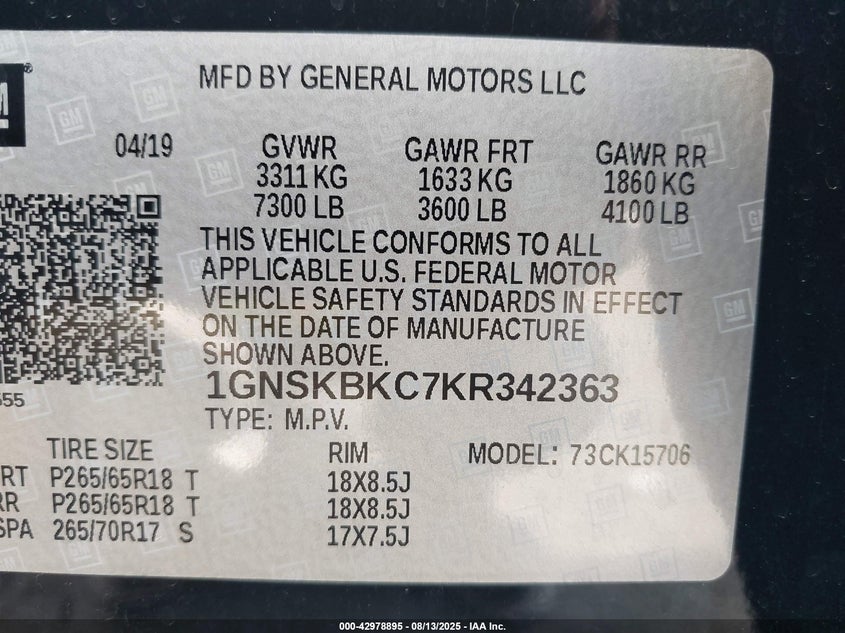 GM
MFD BY GENERAL MOTORS LLC
04/19 GVWR GAWR FRT GAWR RR
3311 KG 1633 KG 1860 KG
7300 LB 3600 LB 4100 LB
THIS VEHICLE CONFORMS TO ALL
APPLICABLE U.S. FEDERAL MOTOR
VEHICLE SAFETY STANDARDS IN EFFECT
ON THE DATE OF MANUFACTURE
SHOWN ABOVE.
1GNSKBKC7KR342363
555
TYPE: M.P.V.
TIRE SIZE RIM MODEL: 73CK15706
RT P265/65R18 T 18X8.5J
RR P265/65R18 T 18X8.5J
SPA 265/70R17 S 17X7.5J
000-42978895 - 08/13/2025 - IAA Inc.